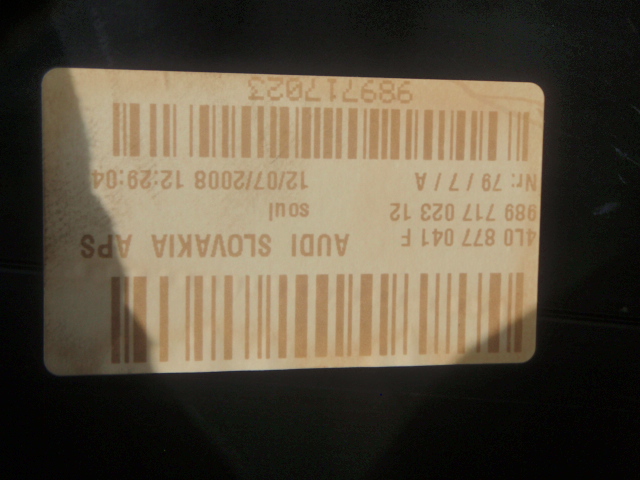 4L0 877 041 F AUDI SLOVAKIA APS
989 717 023 12 soul
Nr: 79 / 7 / A 12/07/2008 12:29:04
989717023